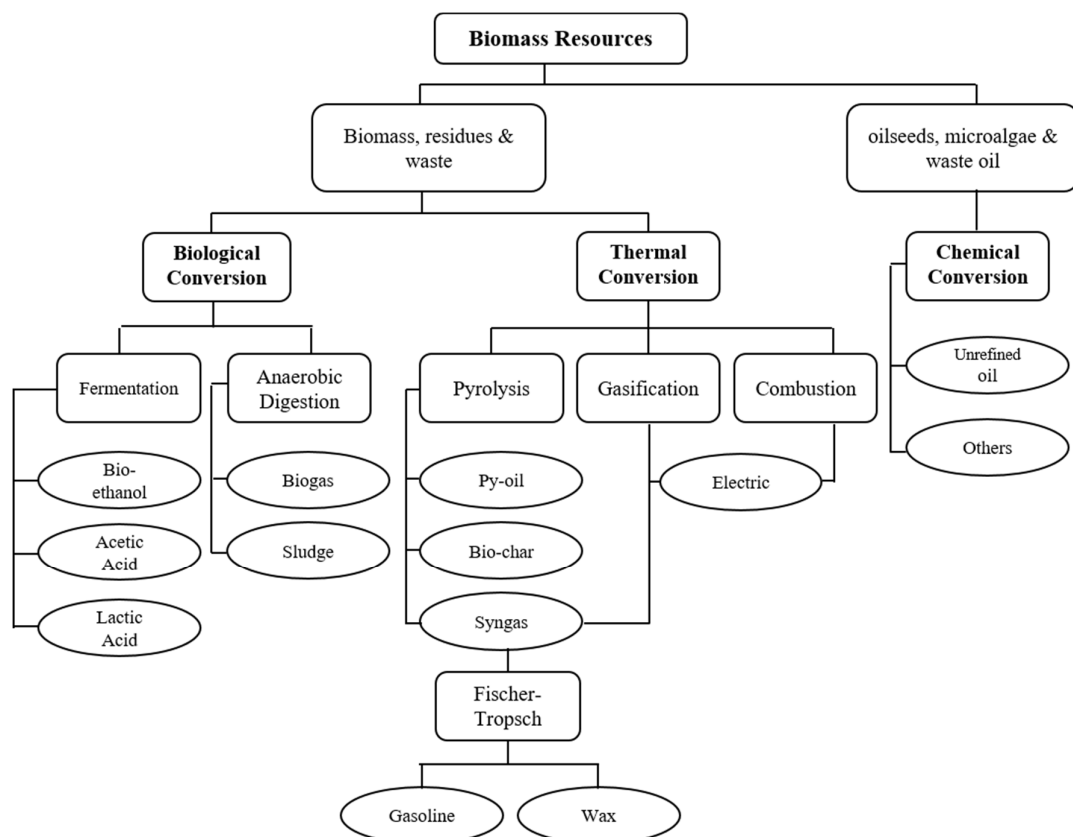 Biomass Resources
Biomass, residues &
waste
oilseeds, microalgae &
waste oil
Biological
Conversion
Thermal
Conversion
Chemical
Conversion
Fermentation
Anaerobic
Digestion
Pyrolysis
Gasification
Combustion
Unrefined
oil
Others
Bio-
ethanol
Biogas
Py-oil
Electric
Acetic
Acid
Sludge
Bio-char
Lactic
Acid
Syngas
Fischer-
Tropsch
Gasoline
Wax